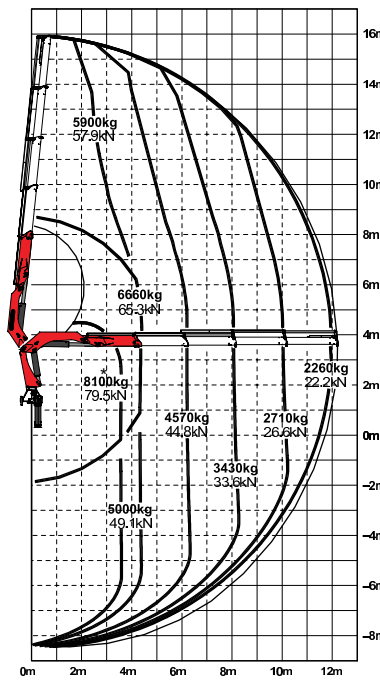 16m
14m
12m
5900kg
57.9kN
10m
8m
6m
6660kg
65.3kN
4m
*
8100kg
79.5kN
2260kg
22.2kN
2m
4570kg
44.8kN
2710kg
26.6kN
0m
3430kg
33.6kN
-2m
5000kg
49.1kN
-4m
-6m
-8m
0m 2m 4m 6m 8m 10m 12m